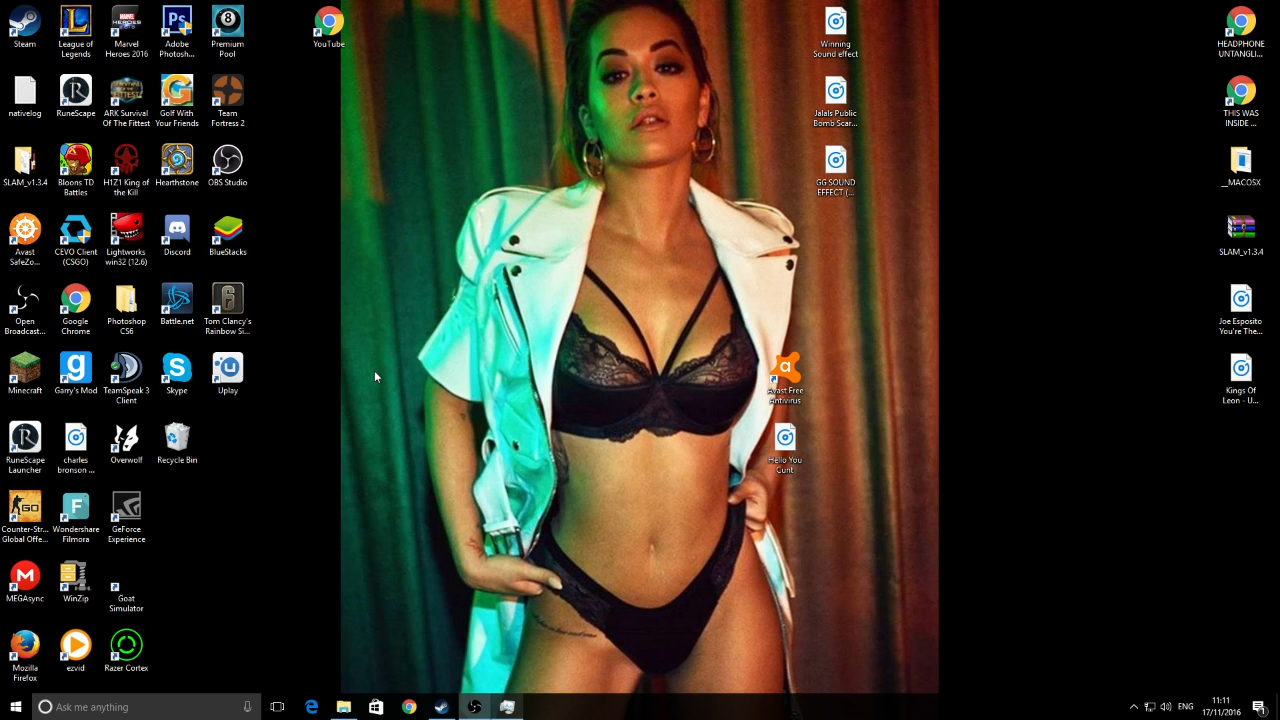 Steam
League of
Legends
Marvel
Heroes 2016
Adobe
Photosh...
Premium
Pool
YouTube
Winning
Sound effect
HEADPHONE
UNTANGLI...
nativelog
RuneScape
ARK Survival
Of The Fittest
Golf With
Your Friends
Team
Fortress 2
Jalals Public
Bomb Scar...
THIS WAS
INSIDE ...
SLAM_v1.3.4
Bloons TD
Battles
H1Z1 King of
the Kill
Hearthstone
OBS Studio
GG SOUND
EFFECT (...
__MACOSX
Avast
SafeZo...
CEVO Client
(CSGO)
Lightworks
win32 (12.6)
Discord
BlueStacks
SLAM_v1.3.4
Open
Broadcast...
Google
Chrome
Photoshop
CS6
Battle.net
Tom Clancy's
Rainbow Si...
Joe Esposito
You're The...
Minecraft
Garry's Mod
TeamSpeak 3
Client
Skype
Uplay
Avast Free
Antivirus
Kings Of
Leon - U...
RuneScape
Launcher
charles
bronson ...
Overwolf
Recycle Bin
Hello You
Cunt
Counter-Str...
Global Offe...
Wondershare
Filmora
GeForce
Experience
MEGAsync
WinZip
Goat
Simulator
Mozilla
Firefox
ezvid
Razer Cortex
Ask me anything
ENG
11:11
17/11/2016